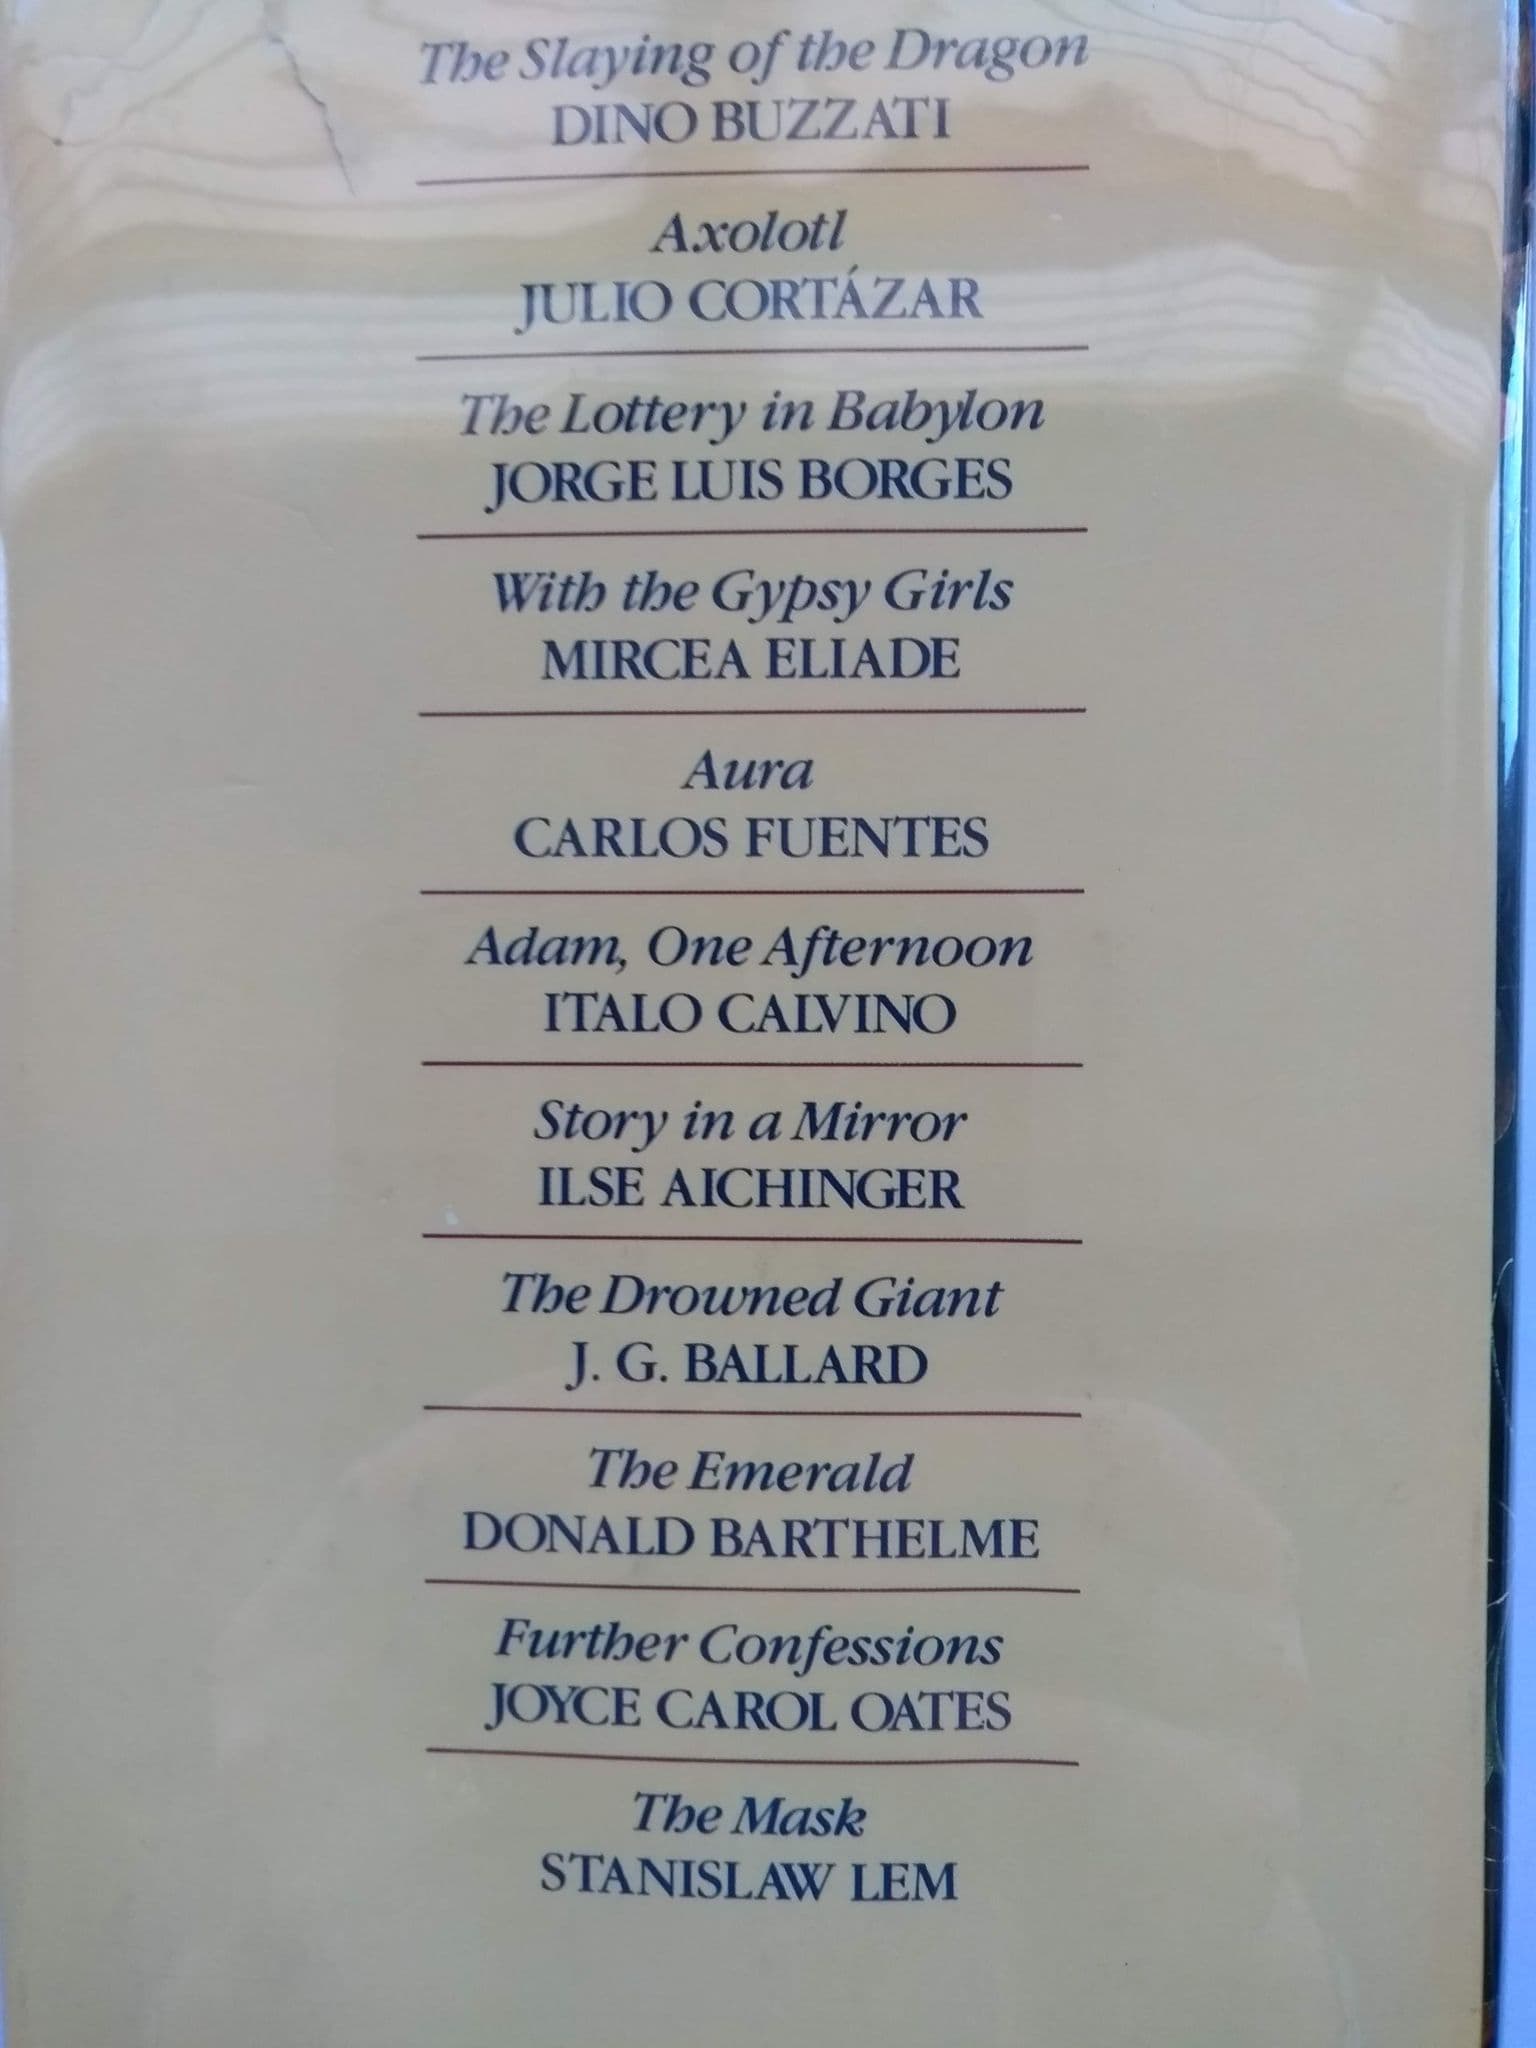 The Slaying of the Dragon
DINO BUZZATI
Axolotl
JULIO CORTÁZAR
The Lottery in Babylon
JORGE LUIS BORGES
With the Gypsy Girls
MIRCEA ELIADE
Aura
CARLOS FUENTES
Adam, One Afternoon
ITALO CALVINO
Story in a Mirror
ILSE AICHINGER
The Drowned Giant
J. G. BALLARD
The Emerald
DONALD BARTHELME
Further Confessions
JOYCE CAROL OATES
The Mask
STANISLAW LEM